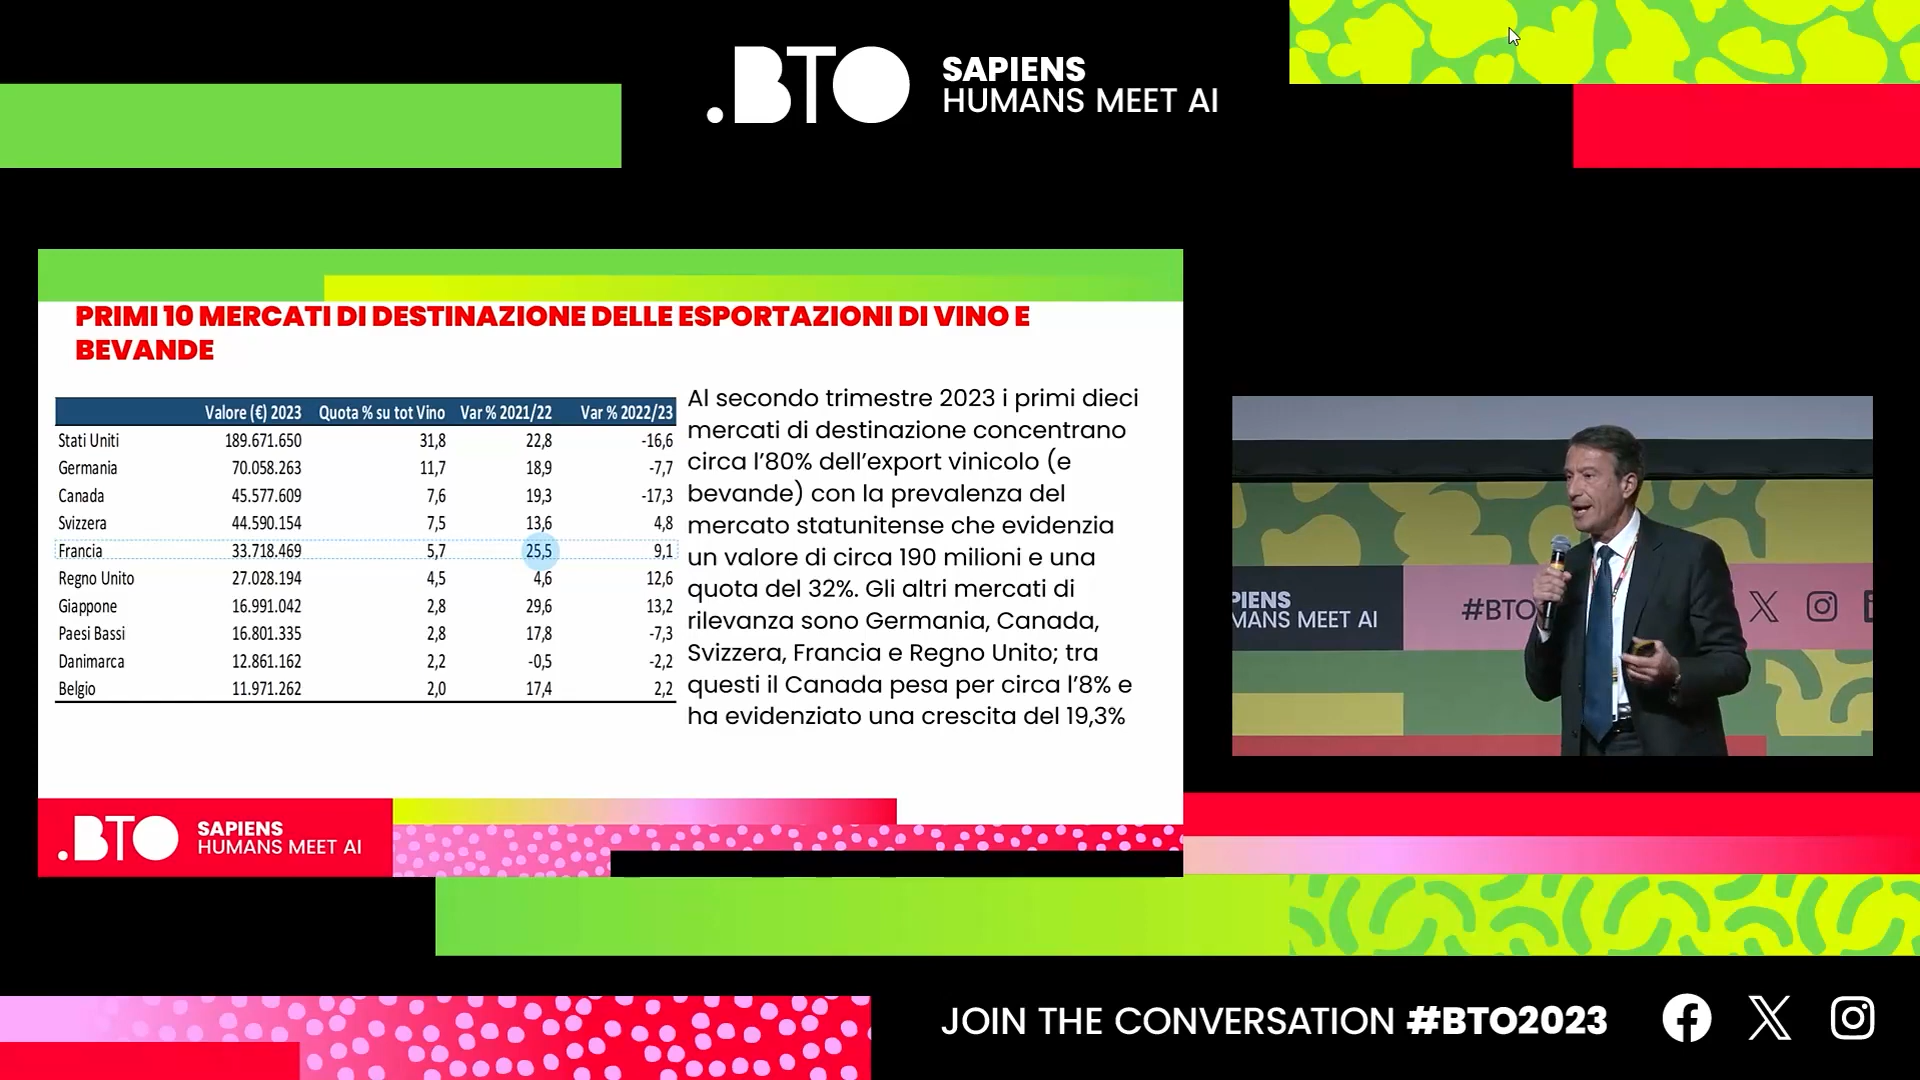 .BTO
SAPIENS
HUMANS MEET AI
PRIMI 10 MERCATI DI DESTINAZIONE DELLE ESPORTAZIONI DI VINO E
BEVANDE
Valore (€) 2023 Quota % su tot Vino Var % 2021/22 Var % 2022/23
Stati Uniti 189.671.650 31,8 22,8 -16,6
Germania 70.058.263 11,7 18,9 -7,7
Canada 45.577.609 7,6 19,3 -17,3
Svizzera 44.590.154 7,5 13,6 4,8
Francia 33.718.469 5,7 25,5 9,1
Regno Unito 27.028.194 4,5 4,6 12,6
Giappone 16.991.042 2,8 29,6 13,2
Paesi Bassi 16.801.335 2,8 17,8 -7,3
Danimarca 12.861.162 2,2 -0,5 -2,2
Belgio 11.971.262 2,0 17,4 2,2
Al secondo trimestre 2023 i primi dieci
mercati di destinazione concentrano
circa l’80% dell’export vinicolo (e
bevande) con la prevalenza del
mercato statunitense che evidenzia
un valore di circa 190 milioni e una
quota del 32%. Gli altri mercati di
rilevanza sono Germania, Canada,
Svizzera, Francia e Regno Unito; tra
questi il Canada pesa per circa l’8% e
ha evidenziato una crescita del 19,3%
.BTO
SAPIENS
HUMANS MEET AI
PIENS
MANS MEET AI
#BTO
JOIN THE CONVERSATION #BTO2023